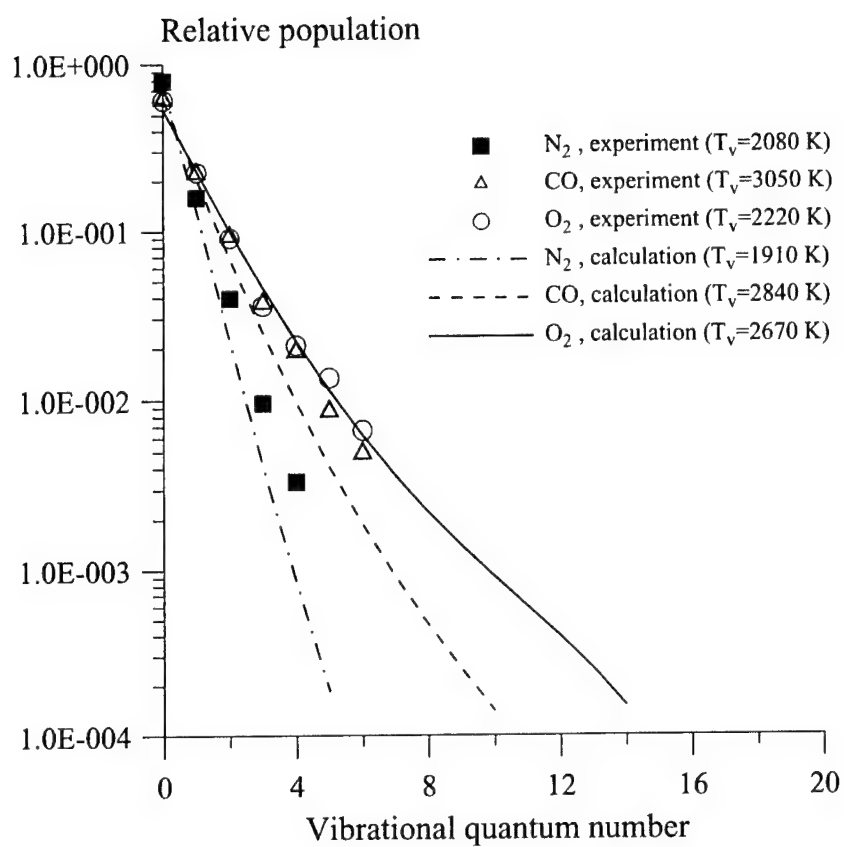 Relative population
1.0E+000
1.0E-001
1.0E-002
1.0E-003
1.0E-004
N₂ , experiment (Tᵥ=2080 K)
CO, experiment (Tᵥ=3050 K)
O₂ , experiment (Tᵥ=2220 K)
N₂ , calculation (Tᵥ=1910 K)
CO, calculation (Tᵥ=2840 K)
O₂ , calculation (Tᵥ=2670 K)
0 4 8 12 16 20
Vibrational quantum number